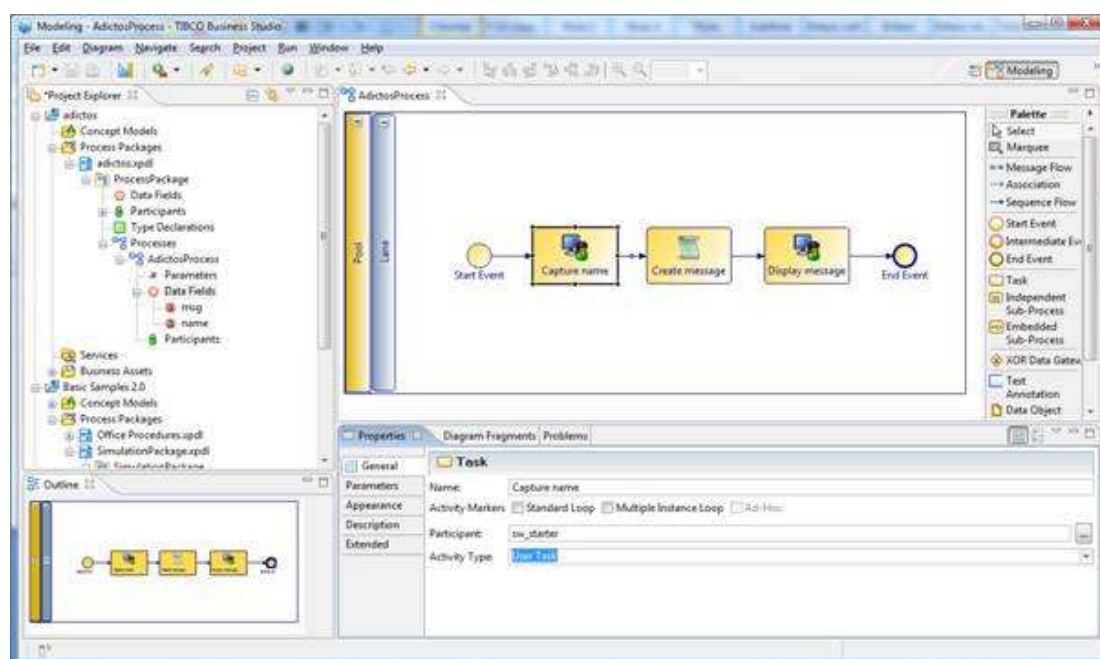 Modeling - AdictosProcess - TIBCO Business Studio
File Edit Diagram Navigate Search Project Run Window Help
Modeling
*Project Explorer
adictos
Concept Models
Process Packages
adictos.xpdl
ProcessPackage
Data Fields
Participants
Type Declarations
Processes
AdictosProcess
Parameters
Data Fields
msg
name
Participants
Services
Business Assets
Basic Samples 2.0
Concept Models
Process Packages
Office Procedures.xpdl
SimulationPackage.xpdl
SimulationPackage
Outline
AdictosProcess
Pool
Lane
Start Event
Capture name
Create message
Display message
End Event
Palette
Select
Marquee
Message Flow
Association
Sequence Flow
Start Event
Intermediate Ev
End Event
Task
Independent
Sub-Process
Embedded
Sub-Process
XOR Data Gatew
Text
Annotation
Data Object
Properties Diagram Fragments Problems
General
Parameters
Appearance
Description
Extended
Task
Name: Capture name
Activity Markers Standard Loop Multiple Instance Loop Ad-Hoc
Participant: sw_starter
Activity Type: User Task